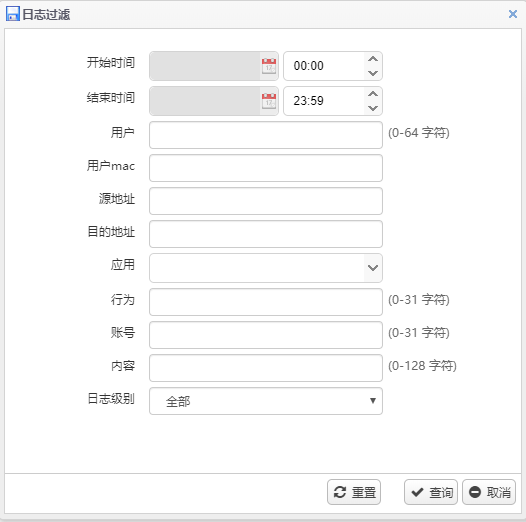 日志过滤
开始时间 00:00
结束时间 23:59
用户 (0-64 字符)
用户mac
源地址
目的地址
应用
行为 (0-31 字符)
账号 (0-31 字符)
内容 (0-128 字符)
日志级别 全部
重置 查询 取消